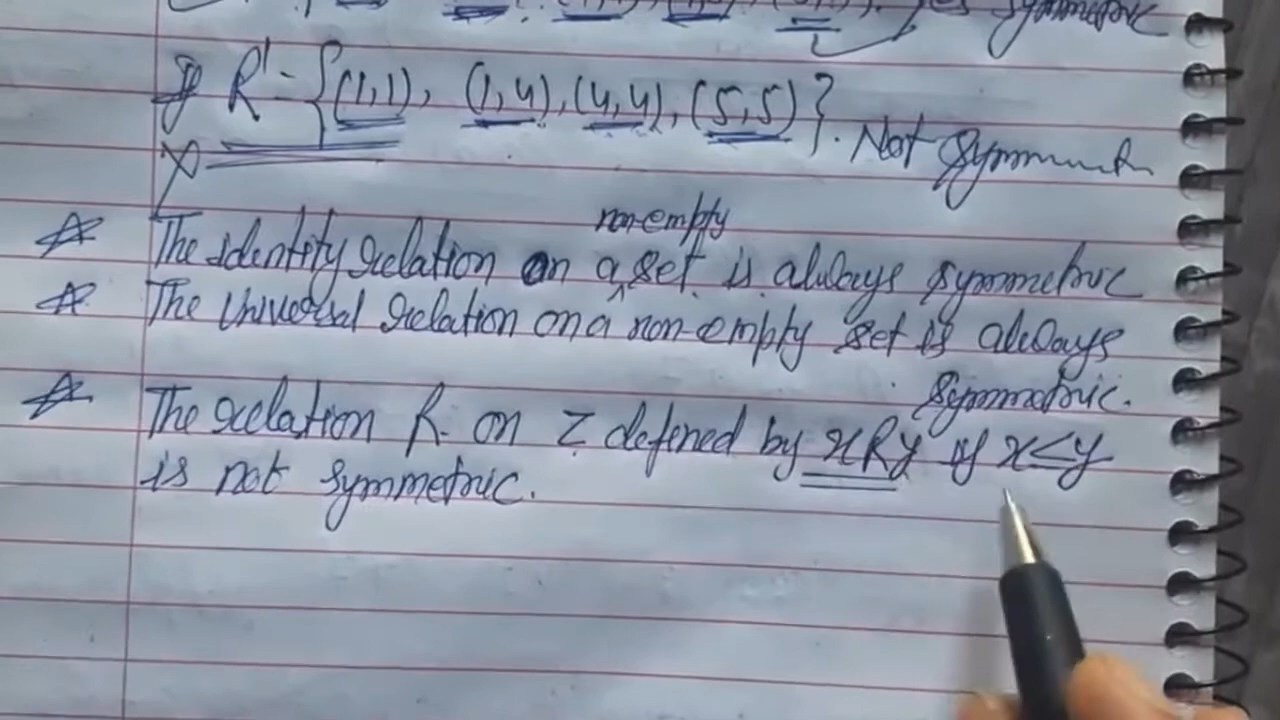 Yes Symmetric
If R' - {(1,1), (1,4), (4,4), (5,5)}. Not Symmetric
non-empty
The identity relation on a set is always symmetric
The Universal relation on a non-empty set is always
Symmetric.
The relation R on Z defined by xRy if x≤y
is not symmetric.